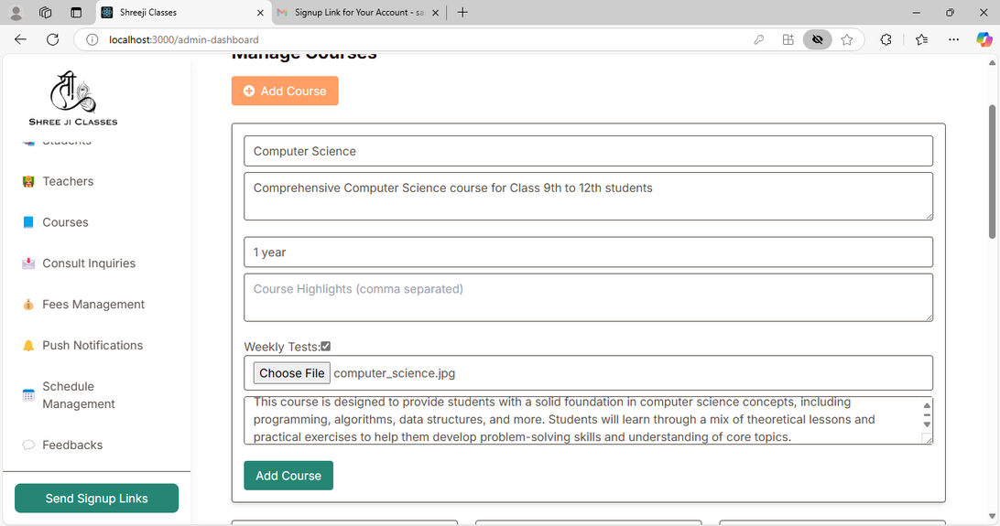 Shreeji Classes
Signup Link for Your Account - sa
localhost:3000/admin-dashboard
श्री
SHREE JI CLASSES
Students
Teachers
Courses
Consult Inquiries
Fees Management
Push Notifications
Schedule
Management
Feedbacks
Send Signup Links
Manage Courses
Add Course
Computer Science
Comprehensive Computer Science course for Class 9th to 12th students
1 year
Course Highlights (comma separated)
Weekly Tests:
Choose File computer_science.jpg
This course is designed to provide students with a solid foundation in computer science concepts, including
programming, algorithms, data structures, and more. Students will learn through a mix of theoretical lessons and
practical exercises to help them develop problem-solving skills and understanding of core topics.
Add Course